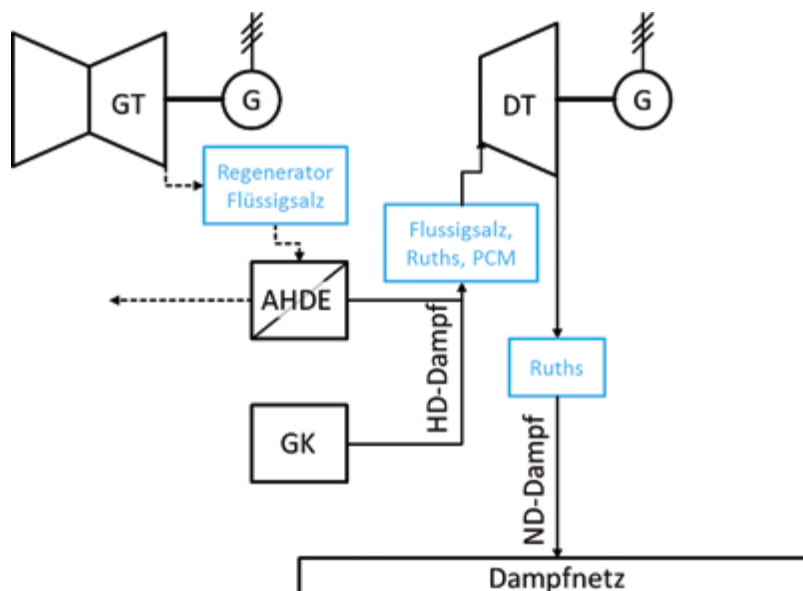 GT
G
DT
G
Regenerator
Flüssigsalz
Flussigsalz,
Ruths, PCM
AHDE
HD-Dampf
Ruths
GK
ND-Dampf
Dampfnetz